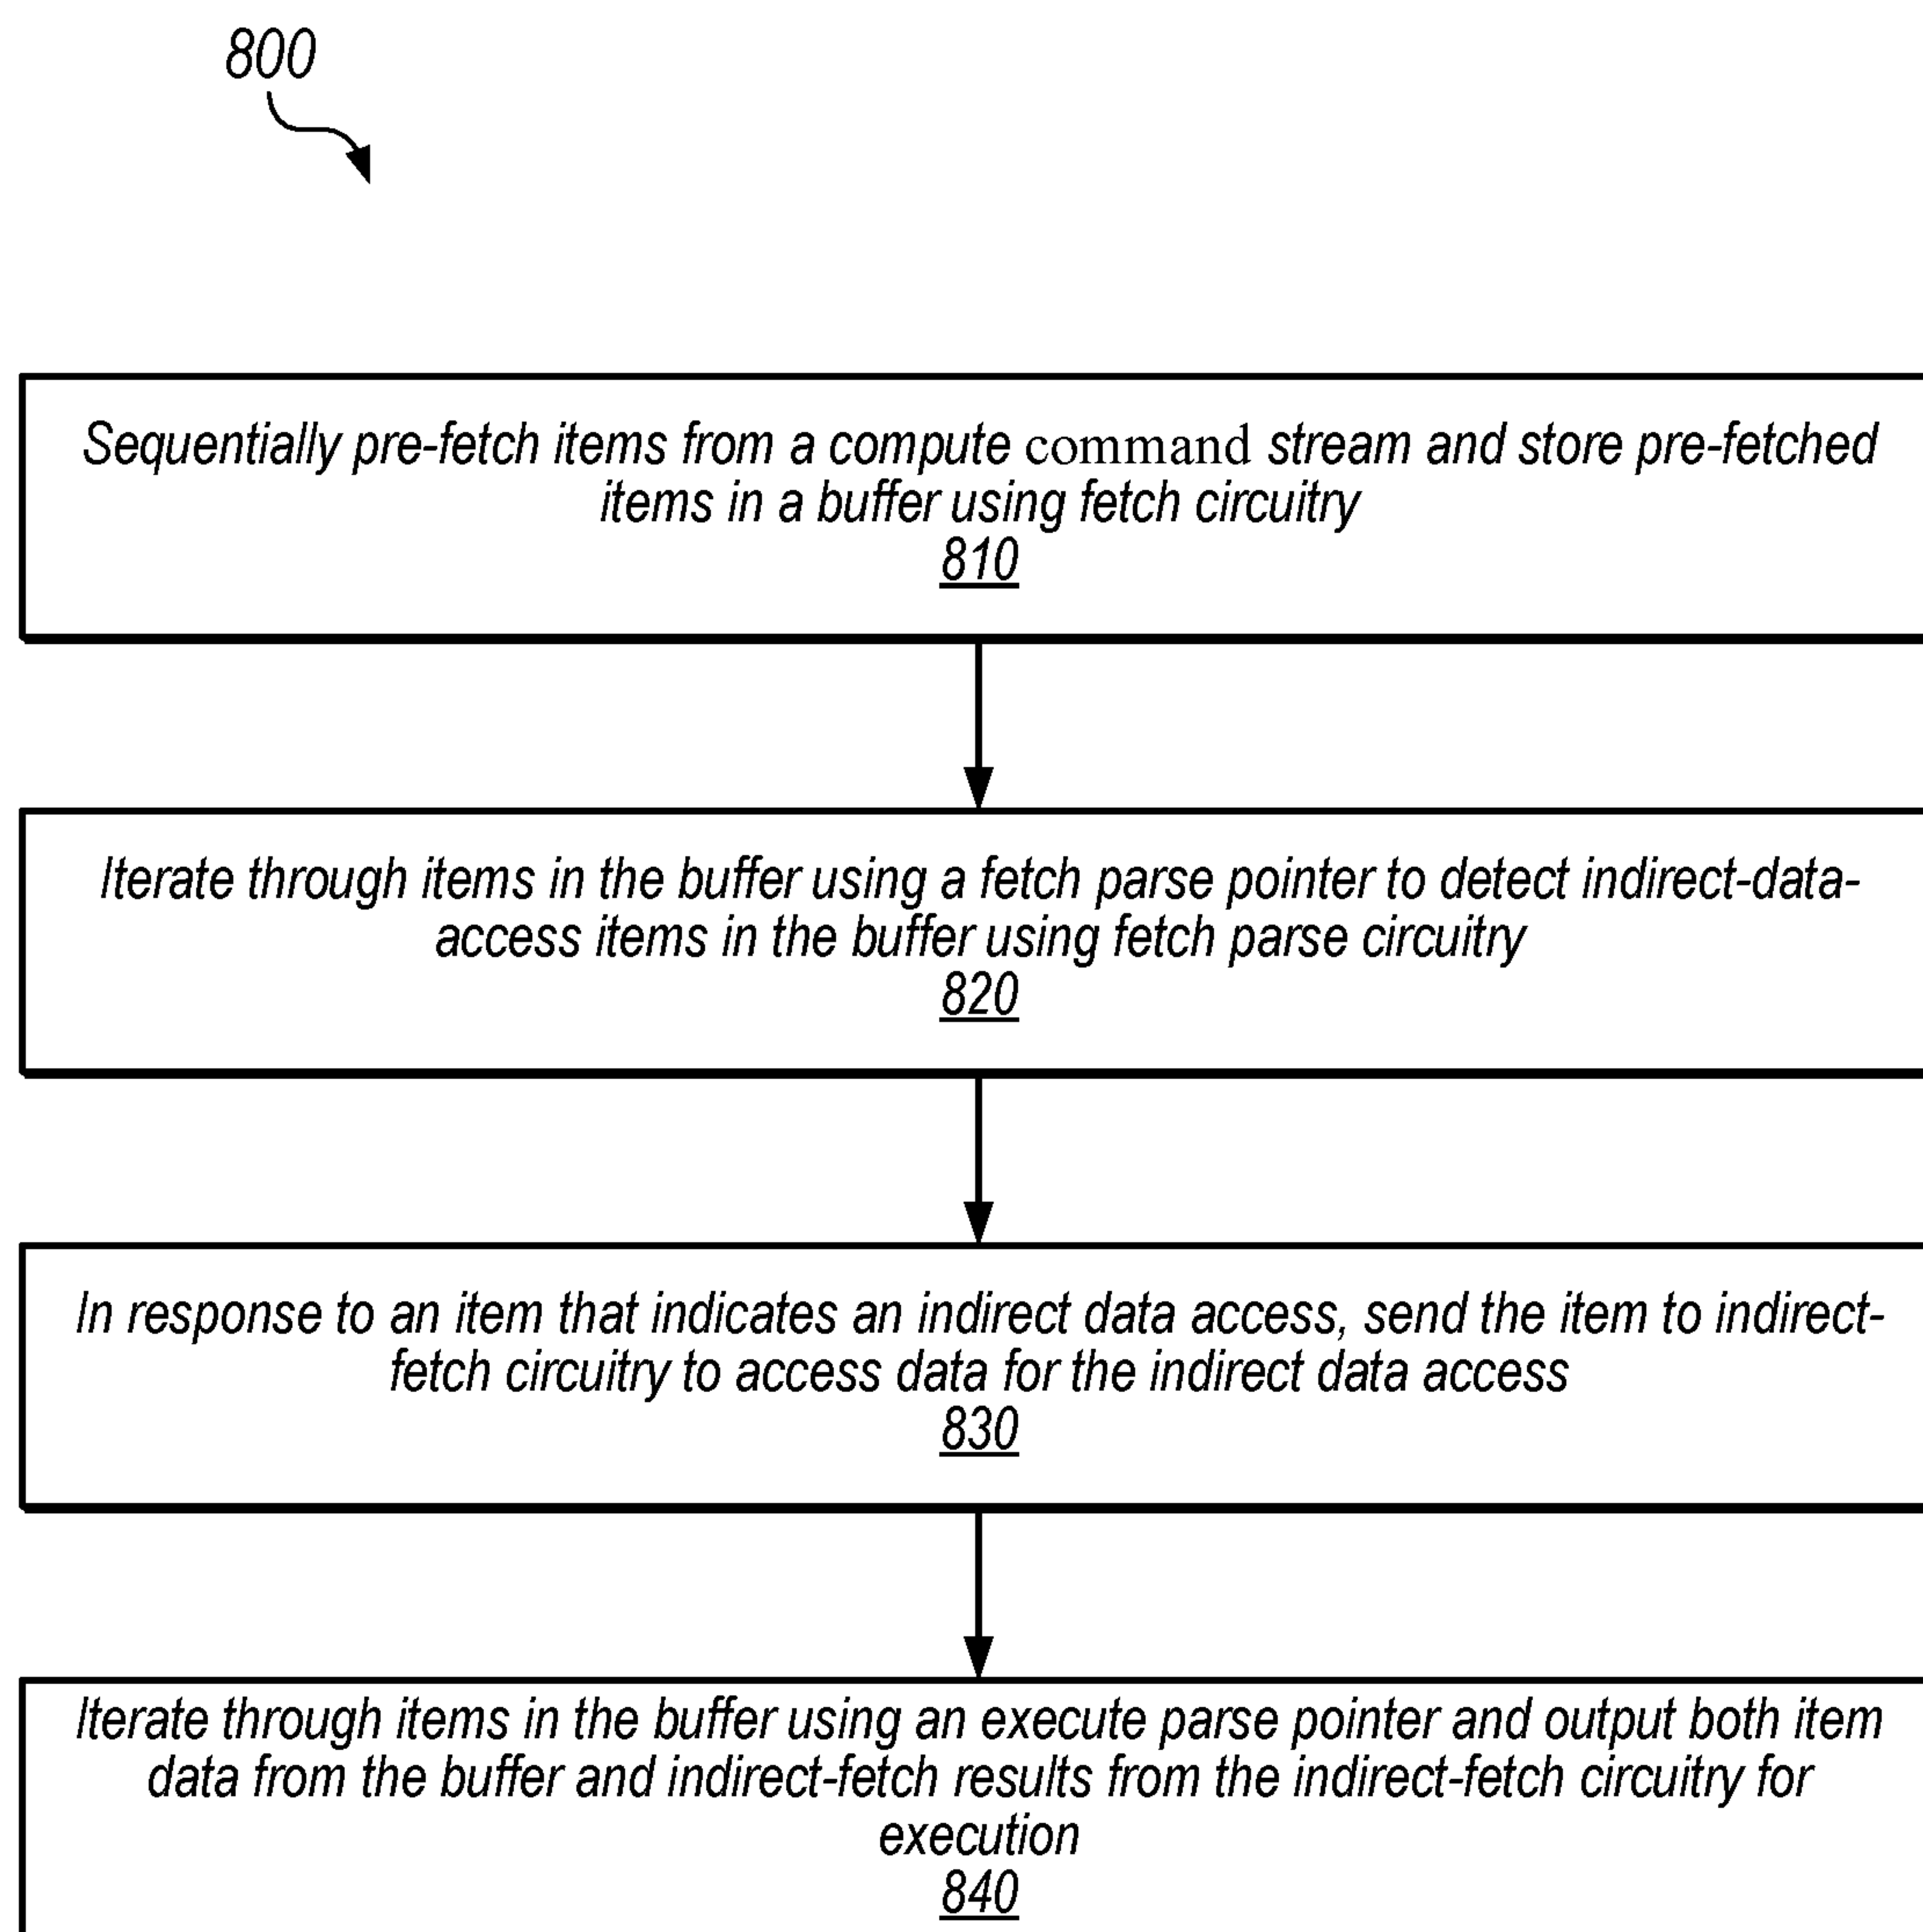 800
Sequentially pre-fetch items from a compute command stream and store pre-fetched
items in a buffer using fetch circuitry
810
Iterate through items in the buffer using a fetch parse pointer to detect indirect-data-
access items in the buffer using fetch parse circuitry
820
In response to an item that indicates an indirect data access, send the item to indirect-
fetch circuitry to access data for the indirect data access
830
Iterate through items in the buffer using an execute parse pointer and output both item
data from the buffer and indirect-fetch results from the indirect-fetch circuitry for
execution
840